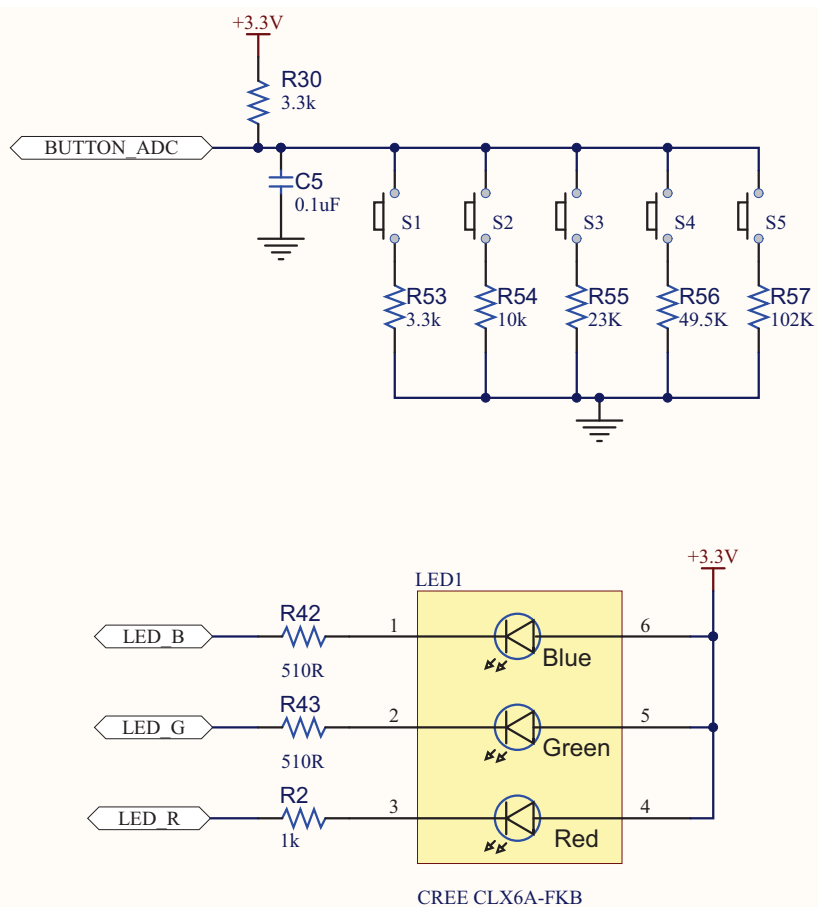 +3.3V
R30
3.3k
BUTTON_ADC
C5
0.1uF
S1
S2
S3
S4
S5
R53
3.3k
R54
10k
R55
23K
R56
49.5K
R57
102K
+3.3V
LED1
LED_B
R42
510R
1
Blue
6
LED_G
R43
510R
2
Green
5
LED_R
R2
1k
3
Red
4
CREE CLX6A-FKB